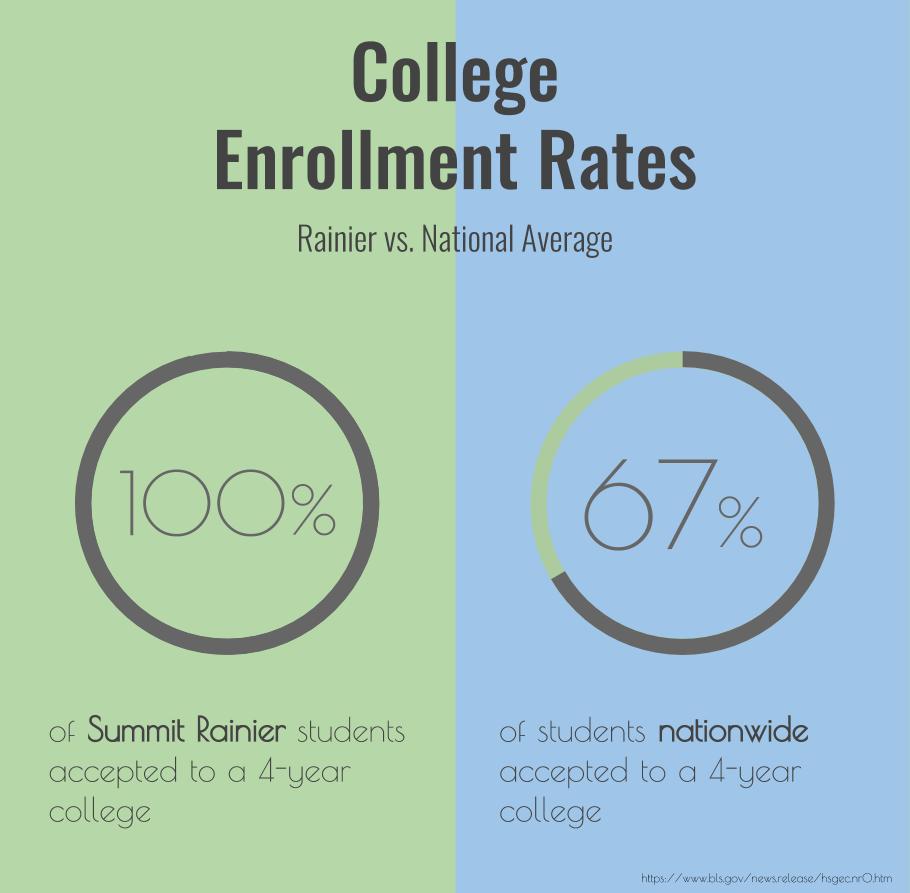 College
Enrollment Rates
Rainier vs. National Average
100%
67%
of Summit Rainier students
accepted to a 4-year
college
of students nationwide
accepted to a 4-year
college
https://www.bls.gov/news.release/hsgec.nr0.htm